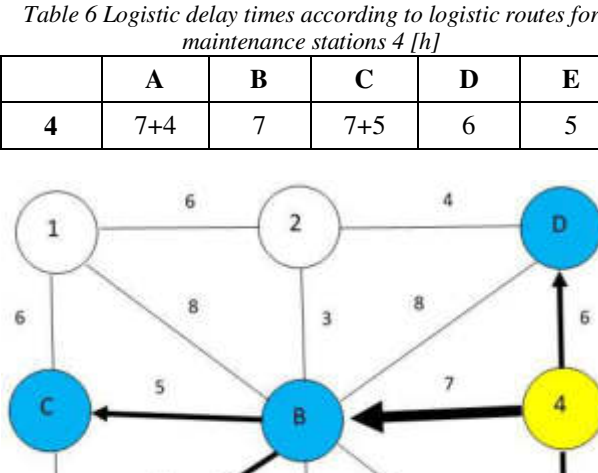 Table 6 Logistic delay times according to logistic routes for
maintenance stations 4 [h]
A B C D E
4 7+4 7 7+5 6 5
6 4
1 2 D
6 8 3 8 6
5 7
C B 4